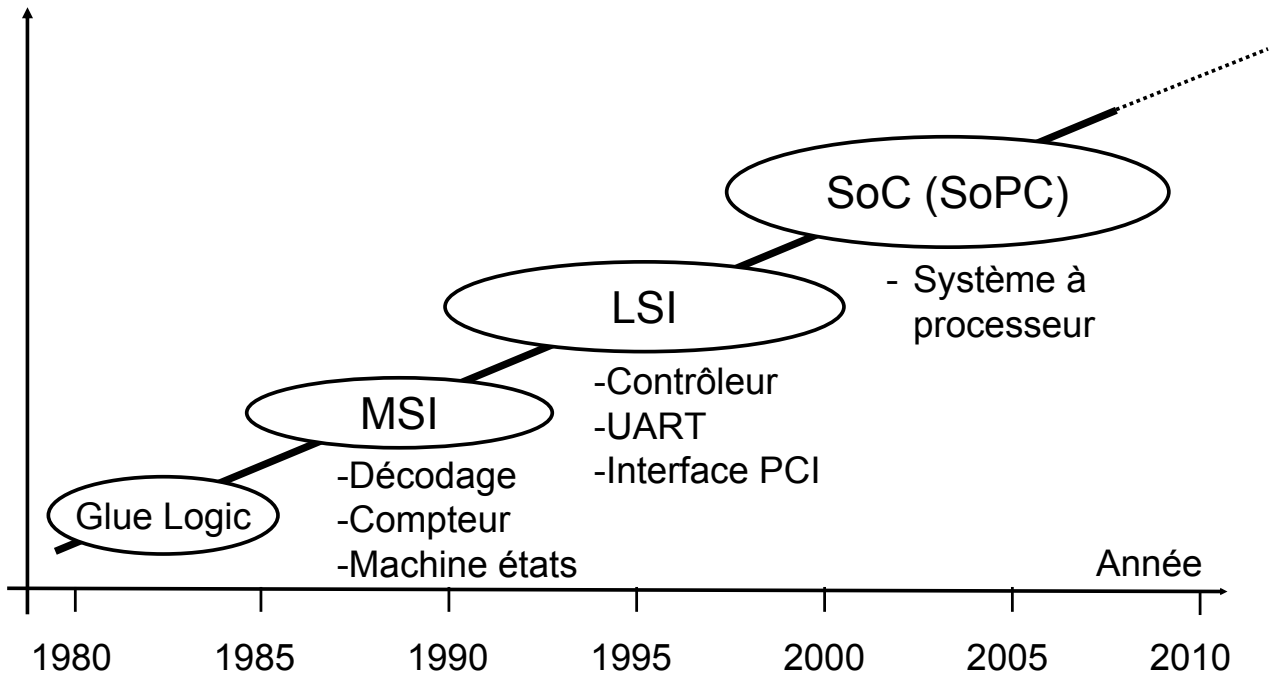 SoC (SoPC)
- Système à
processeur
LSI
-Contrôleur
-UART
-Interface PCI
MSI
-Décodage
-Compteur
-Machine états
Glue Logic
Année
1980 1985 1990 1995 2000 2005 2010